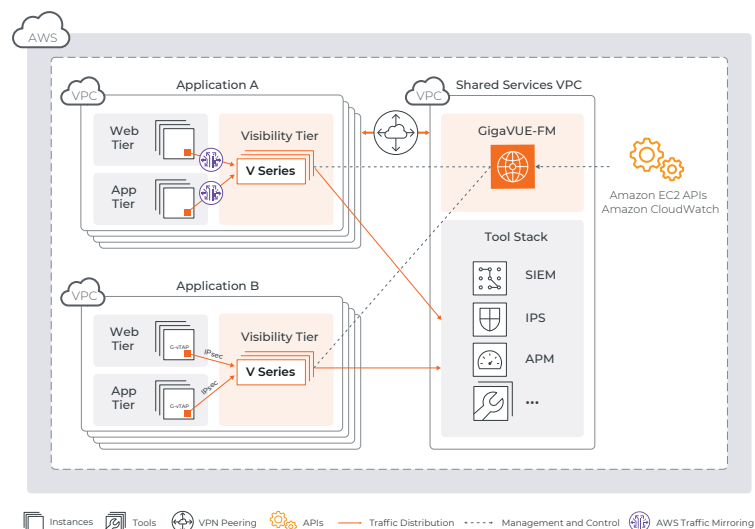 AWS
Application A
VPC
Web
Tier
App
Tier
Visibility Tier
V Series
Shared Services VPC
VPC
GigaVUE-FM
Amazon EC2 APIs
Amazon CloudWatch
Tool Stack
SIEM
IPS
APM
...
Application B
VPC
Web
Tier
G-vTAP
IPsec
App
Tier
G-vTAP
IPsec
Visibility Tier
V Series
Instances
Tools
VPN Peering
APIs
Traffic Distribution
Management and Control
AWS Traffic Mirroring